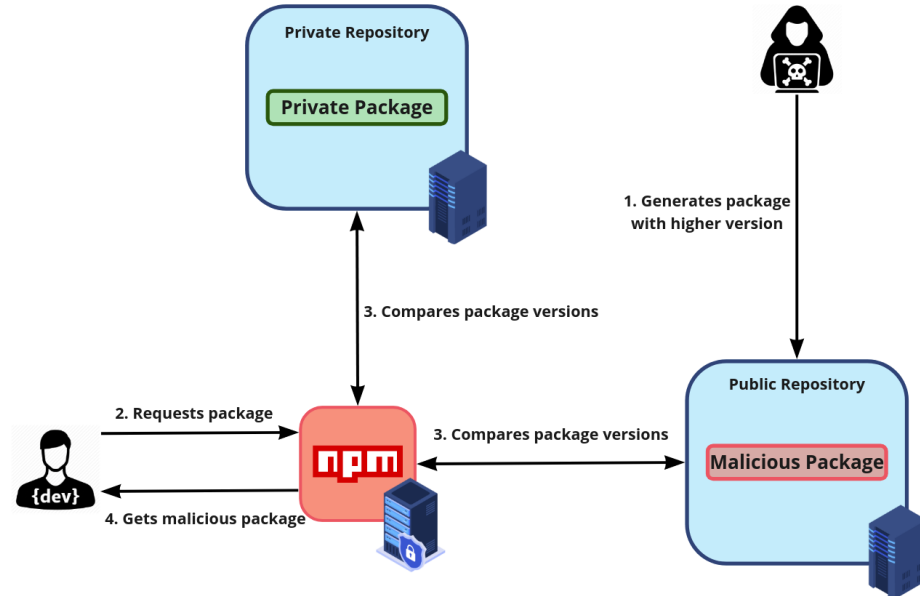 Private Repository
Private Package
1. Generates package
with higher version
3. Compares package versions
Public Repository
2. Requests package
3. Compares package versions
npm
Malicious Package
{dev}
4. Gets malicious package